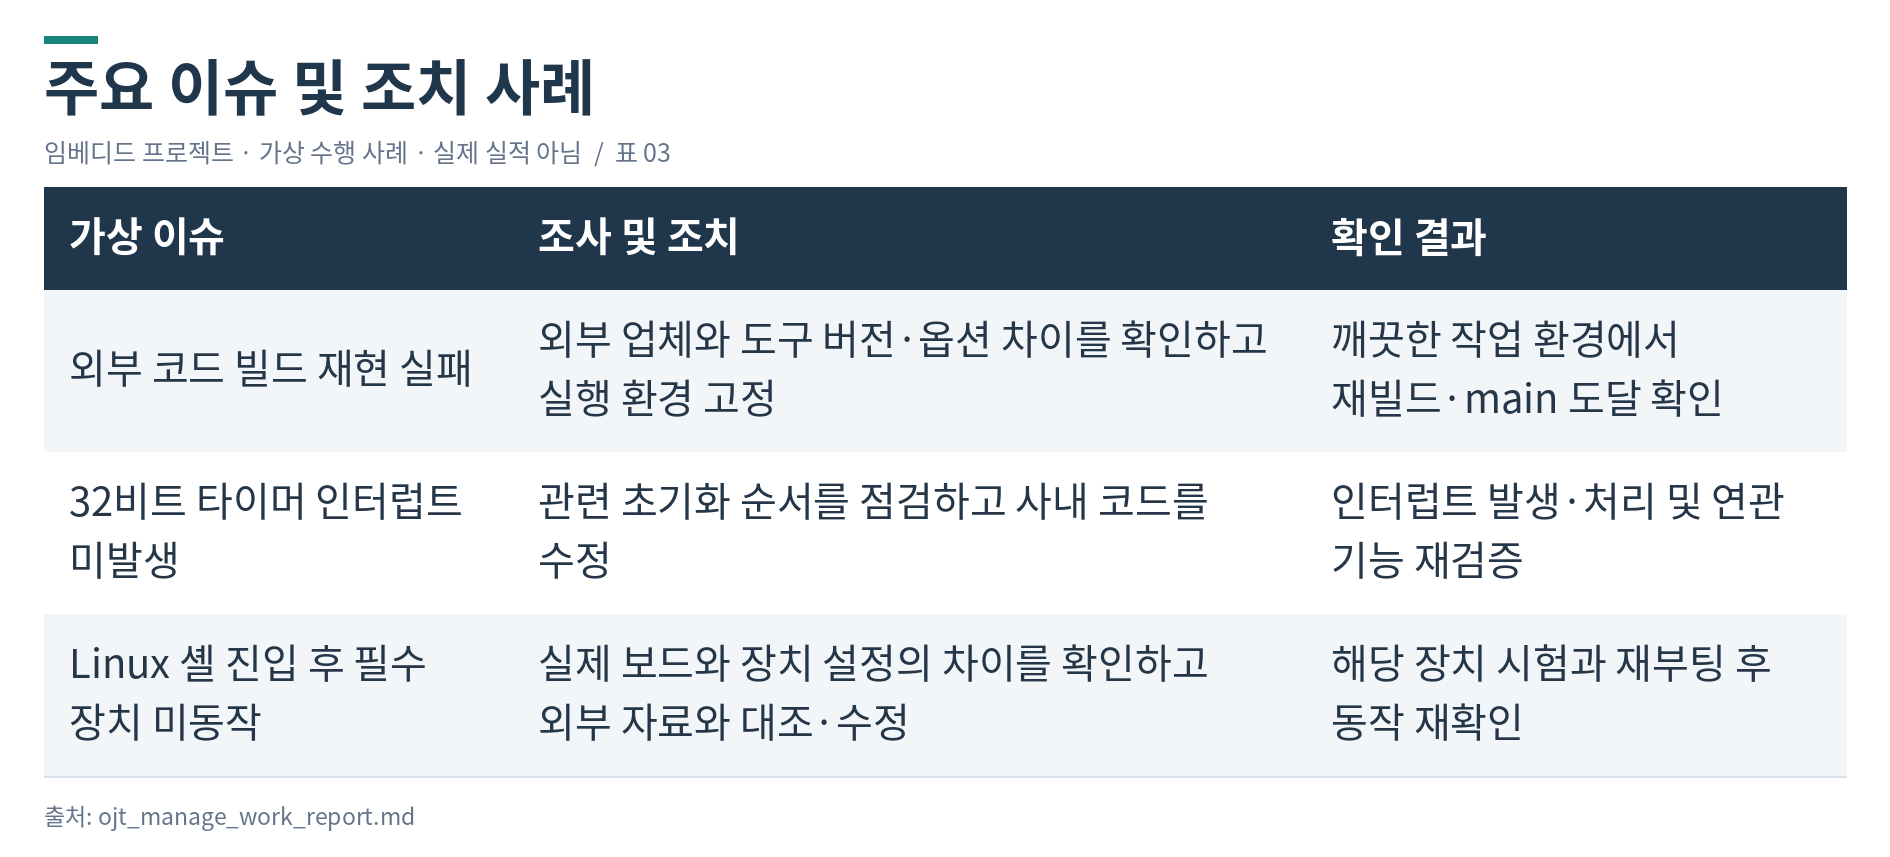 주요 이슈 및 조치 사례
임베디드 프로젝트 · 가상 수행 사례 · 실제 실적 아님 / 표 03
가상 이슈
조사 및 조치
확인 결과
외부 코드 빌드 재현 실패
외부 업체와 도구 버전·옵션 차이를 확인하고
실행 환경 고정
깨끗한 작업 환경에서
재빌드·main 도달 확인
32비트 타이머 인터럽트
미발생
관련 초기화 순서를 점검하고 사내 코드를
수정
인터럽트 발생·처리 및 연관
기능 재검증
Linux 셸 진입 후 필수
장치 미동작
실제 보드와 장치 설정의 차이를 확인하고
외부 자료와 대조·수정
해당 장치 시험과 재부팅 후
동작 재확인
출처: ojt_manage_work_report.md